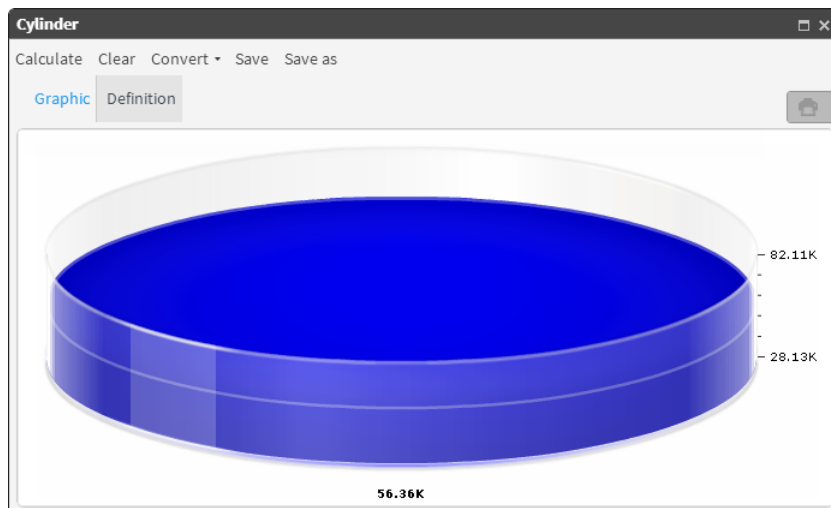 Cylinder
Calculate Clear Convert Save Save as
Graphic Definition
82.11K
28.13K
56.36K